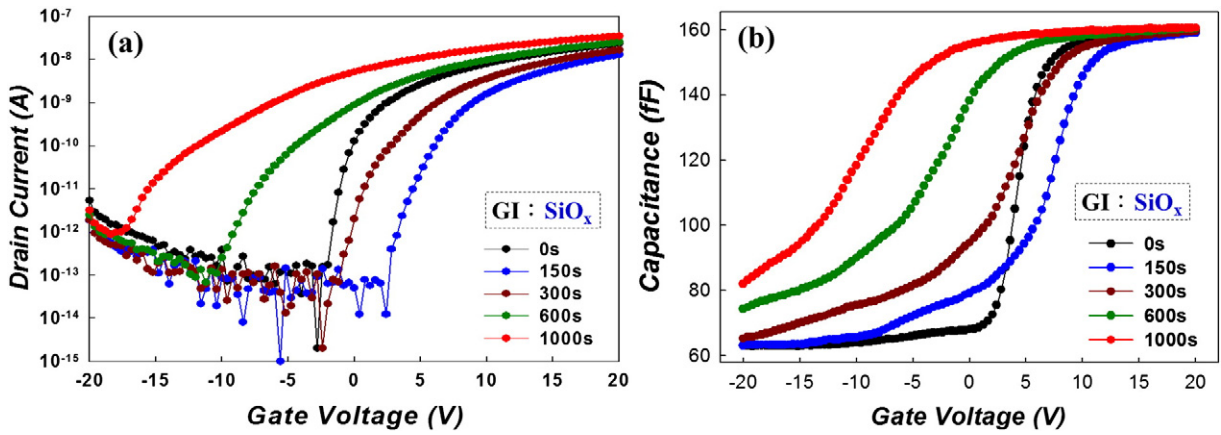 (a)
Drain Current (A)
10⁻⁷
10⁻⁸
10⁻⁹
10⁻¹⁰
10⁻¹¹
10⁻¹²
10⁻¹³
10⁻¹⁴
10⁻¹⁵
GI : SiOₓ
0s
150s
300s
600s
1000s
-20 -15 -10 -5 0 5 10 15 20
Gate Voltage (V)
(b)
Capacitance (fF)
160
140
120
100
80
60
GI : SiOₓ
0s
150s
300s
600s
1000s
-20 -15 -10 -5 0 5 10 15 20
Gate Voltage (V)